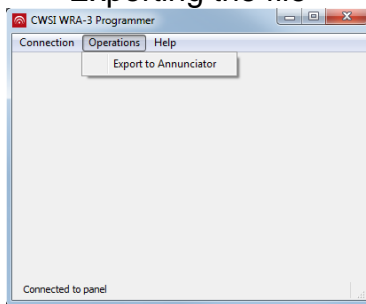 Exporting the file
CWSI WRA-3 Programmer
Connection Operations Help
Export to Annunciator
Connected to panel